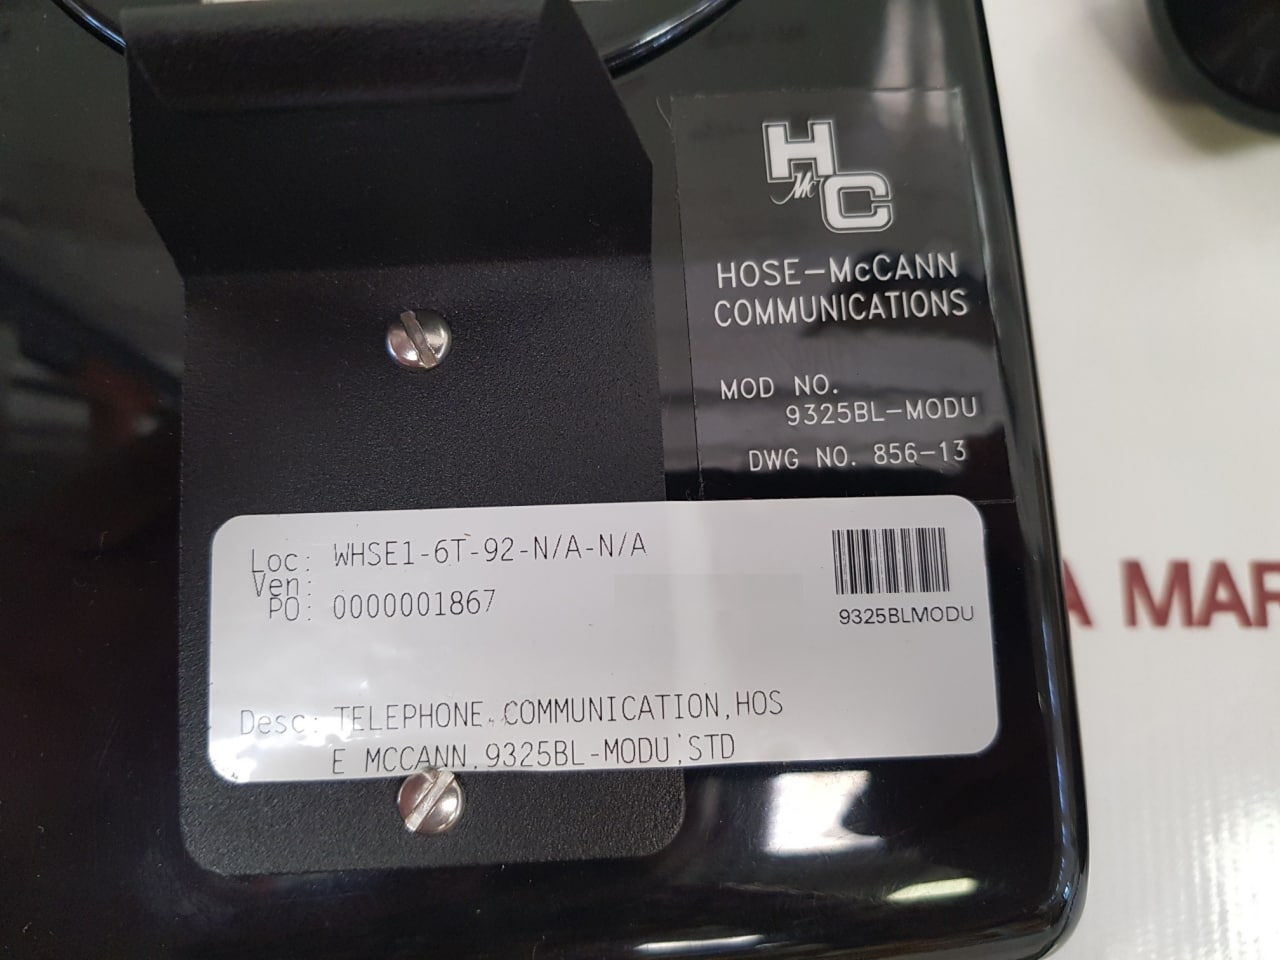 H
Mc
C
HOSE-McCANN
COMMUNICATIONS
MOD NO.
9325BL-MODU
DWG NO. 856-13
Loc: WHSE1-6T-92-N/A-N/A
Ven:
PO: 0000001867
9325BLMODU
Desc: TELEPHONE, COMMUNICATION,HOS
E MCCANN,9325BL-MODU,STD
MAR